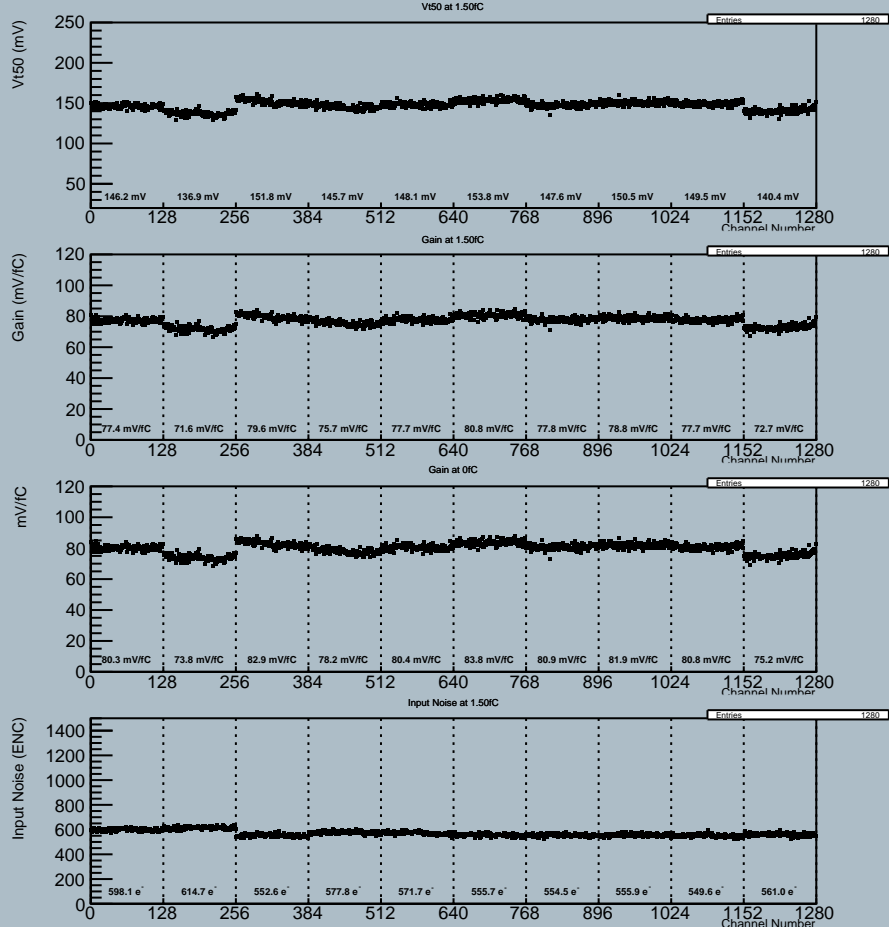 Vt50 at 1.50fC
Entries 1280
Vt50 (mV)
250
200
150
100
50
146.2 mV 136.9 mV 151.8 mV 145.7 mV 148.1 mV 153.8 mV 147.6 mV 150.5 mV 149.5 mV 140.4 mV
0 128 256 384 512 640 768 896 1024 1152 1280
Channel Number
Gain at 1.50fC
Entries 1280
Gain (mV/fC)
120
100
80
60
40
20
0
77.4 mV/fC 71.6 mV/fC 79.6 mV/fC 75.7 mV/fC 77.7 mV/fC 80.8 mV/fC 77.8 mV/fC 78.8 mV/fC 77.7 mV/fC 72.7 mV/fC
0 128 256 384 512 640 768 896 1024 1152 1280
Channel Number
Gain at 0fC
Entries 1280
mV/fC
120
100
80
60
40
20
0
80.3 mV/fC 73.8 mV/fC 82.9 mV/fC 78.2 mV/fC 80.4 mV/fC 83.8 mV/fC 80.9 mV/fC 81.9 mV/fC 80.8 mV/fC 75.2 mV/fC
0 128 256 384 512 640 768 896 1024 1152 1280
Channel Number
Input Noise at 1.50fC
Entries 1280
Input Noise (ENC)
1400
1200
1000
800
600
400
200
0
598.1 e⁻ 614.7 e⁻ 552.6 e⁻ 577.8 e⁻ 571.7 e⁻ 555.7 e⁻ 554.5 e⁻ 555.9 e⁻ 549.6 e⁻ 561.0 e⁻
0 128 256 384 512 640 768 896 1024 1152 1280
Channel Number